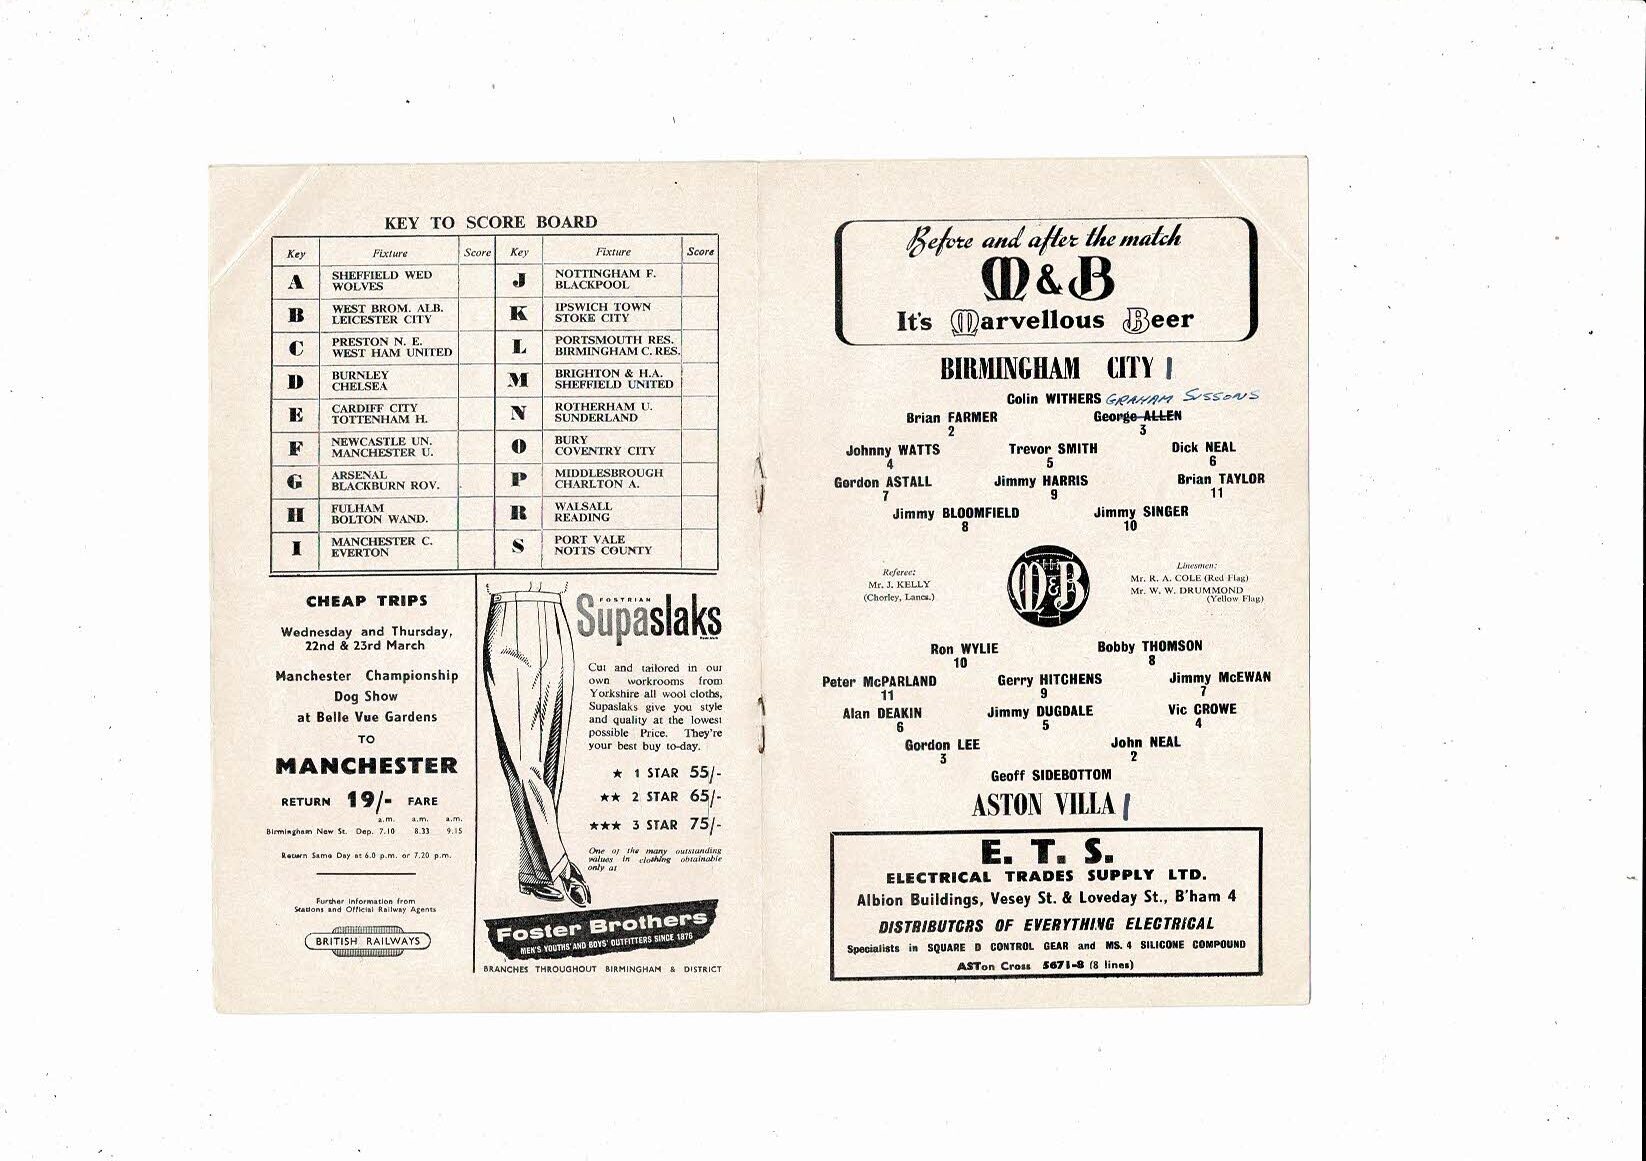 KEY TO SCORE BOARD
Key Fixture Score Key Fixture Score
A SHEFFIELD WED
WOLVES
J NOTTINGHAM F.
BLACKPOOL
B WEST BROM. ALB.
LEICESTER CITY
K IPSWICH TOWN
STOKE CITY
C PRESTON N. E.
WEST HAM UNITED
L PORTSMOUTH RES.
BIRMINGHAM C. RES.
D BURNLEY
CHELSEA
M BRIGHTON & H.A.
SHEFFIELD UNITED
E CARDIFF CITY
TOTTENHAM H.
N ROTHERHAM U.
SUNDERLAND
F NEWCASTLE UN.
MANCHESTER U.
O BURY
COVENTRY CITY
G ARSENAL
BLACKBURN ROV.
P MIDDLESBROUGH
CHARLTON A.
H FULHAM
BOLTON WAND.
R WALSALL
READING
I MANCHESTER C.
EVERTON
S PORT VALE
NOTTS COUNTY
CHEAP TRIPS
Wednesday and Thursday,
22nd & 23rd March
Manchester Championship
Dog Show
at Belle Vue Gardens
TO
MANCHESTER
RETURN 19/- FARE
a.m. a.m. a.m.
Birmingham New St. Dep. 7.10 8.33 9.15
Return Same Day at 6.0 p.m. or 7.20 p.m.
Further information from
Stations and Official Railway Agents
BRITISH RAILWAYS
FOSTRIAN
Supaslaks
Cut and tailored in our
own workrooms from
Yorkshire all wool cloths,
Supaslaks give you style
and quality at the lowest
possible Price. They're
your best buy to-day.
★ 1 STAR 55/-
★★ 2 STAR 65/-
★★★ 3 STAR 75/-
One of the many outstanding
values in clothing obtainable
only at
Foster Brothers
MEN'S YOUTHS' AND BOYS' OUTFITTERS SINCE 1876
BRANCHES THROUGHOUT BIRMINGHAM & DISTRICT
Before and after the match
M&B
It's Marvellous Beer
BIRMINGHAM CITY 1
Colin WITHERS GRAHAM SISSONS
Brian FARMER George ALLEN
2 3
Johnny WATTS Trevor SMITH Dick NEAL
4 5 6
Gordon ASTALL Jimmy HARRIS Brian TAYLOR
7 9 11
Jimmy BLOOMFIELD Jimmy SINGER
8 10
Referee:
Mr. J. KELLY
(Chorley, Lancs.)
M&B
Linesmen:
Mr. R. A. COLE (Red Flag)
Mr. W. W. DRUMMOND
(Yellow Flag)
Ron WYLIE Bobby THOMSON
10 8
Peter McPARLAND Gerry HITCHENS Jimmy McEWAN
11 9 7
Alan DEAKIN Jimmy DUGDALE Vic CROWE
6 5 4
Gordon LEE John NEAL
3 2
Geoff SIDEBOTTOM
ASTON VILLA 1
E. T. S.
ELECTRICAL TRADES SUPPLY LTD.
Albion Buildings, Vesey St. & Loveday St., B'ham 4
DISTRIBUTORS OF EVERYTHING ELECTRICAL
Specialists in SQUARE D CONTROL GEAR and MS. 4 SILICONE COMPOUND
ASTon Cross 5671-8 (8 lines)